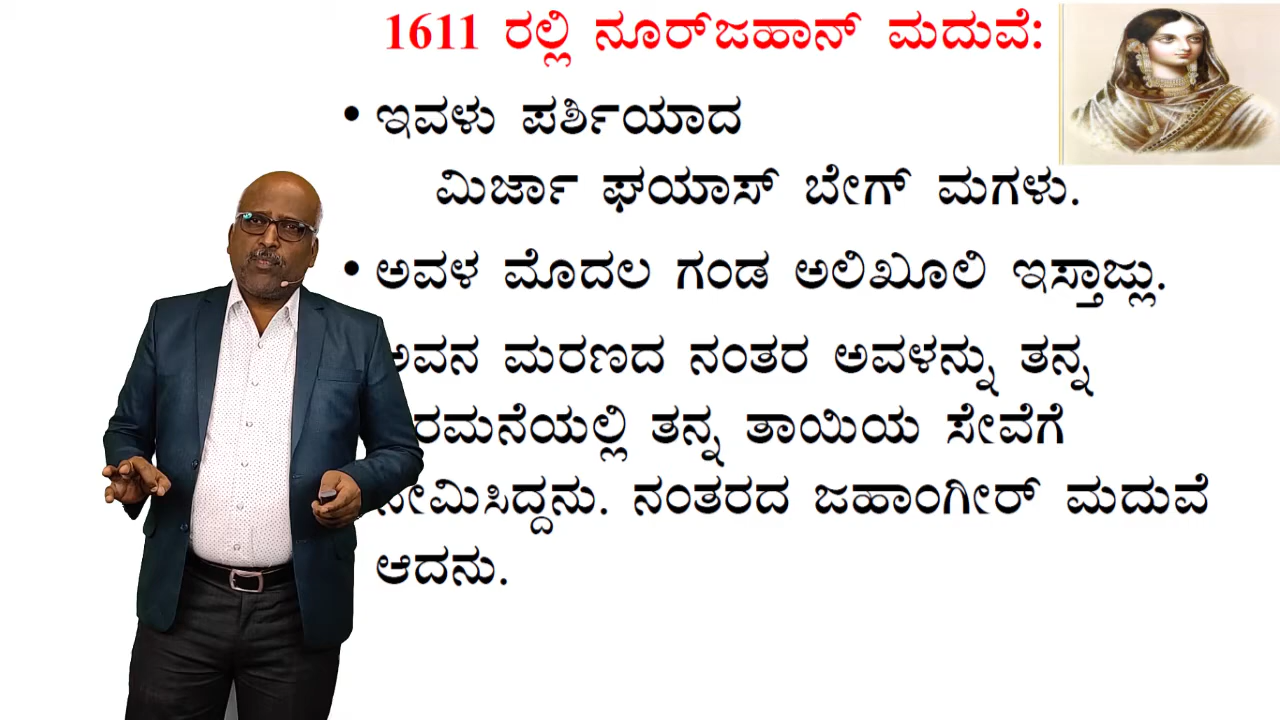 1611 ರಲ್ಲಿ ನೂರ್‌ಜಹಾನ್ ಮದುವೆ:
• ಇವಳು ಪರ್ಶಿಯಾದ
ಮಿರ್ಜಾ ಘಯಾಸ್ ಬೇಗ್ ಮಗಳು.
• ಅವಳ ಮೊದಲ ಗಂಡ ಅಲಿಖೂಲಿ ಇಸ್ತಾಜ್ಲು.
ಅವನ ಮರಣದ ನಂತರ ಅವಳನ್ನು ತನ್ನ
ತನ್ನ ತಾಯಿಯ ಸೇವೆಗೆ
ನಂತರದ ಜಹಾಂಗೀರ್ ಮದುವೆ
ಆದನು.